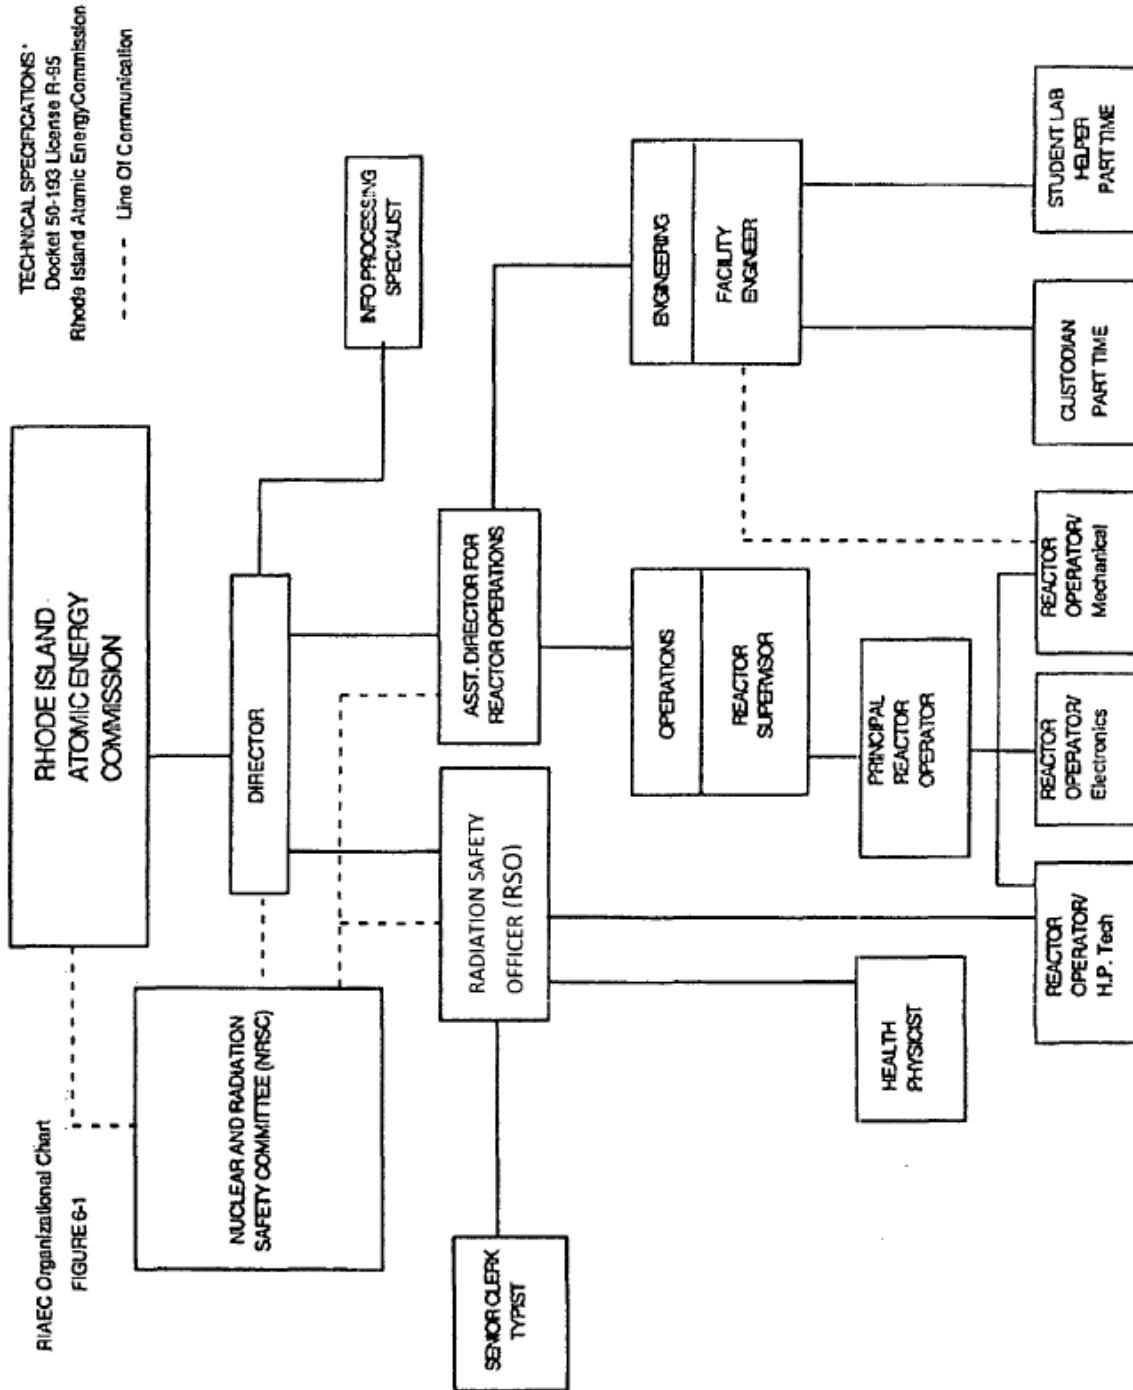 RIAEC Organizational Chart
FIGURE 6-1
TECHNICAL SPECIFICATIONS
Docket 50-193 License R-95
Rhode Island Atomic EnergyCommission
- - - - - Line Of Communication
RHODE ISLAND
ATOMIC ENERGY
COMMISSION
NUCLEAR AND RADIATION
SAFETY COMMITTEE (NRSC)
DIRECTOR
INFO PROCESSING
SPECIALIST
SENIOR CLERK
TYPIST
RADIATION SAFETY
OFFICER (RSO)
ASST. DIRECTOR FOR
REACTOR OPERATIONS
OPERATIONS
REACTOR
SUPERVISOR
ENGINEERING
FACILITY
ENGINEER
HEALTH
PHYSICIST
PRINCIPAL
REACTOR
OPERATOR
REACTOR
OPERATOR/
H.P. Tech
REACTOR
OPERATOR/
Electronics
REACTOR
OPERATOR/
Mechanical
CUSTODIAN
PART TIME
STUDENT LAB
HELPER
PART TIME